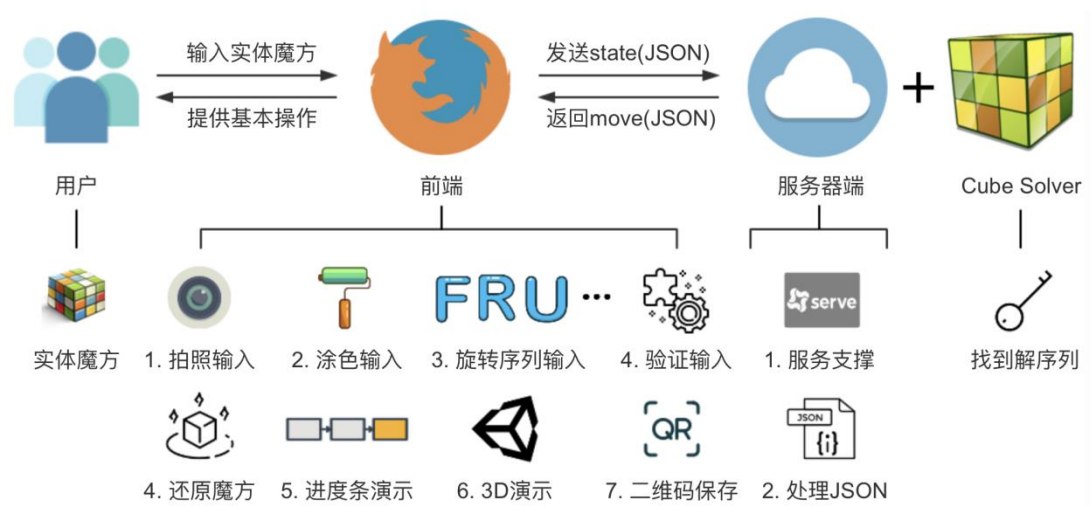 输入实体魔方
提供基本操作
发送state(JSON)
返回move(JSON)
+
用户
前端
服务器端
Cube Solver
FRU...
serve
实体魔方
1. 拍照输入
2. 涂色输入
3. 旋转序列输入
4. 验证输入
1. 服务支撑
找到解序列
QR
JSON
{i}
4. 还原魔方
5. 进度条演示
6. 3D演示
7. 二维码保存
2. 处理JSON